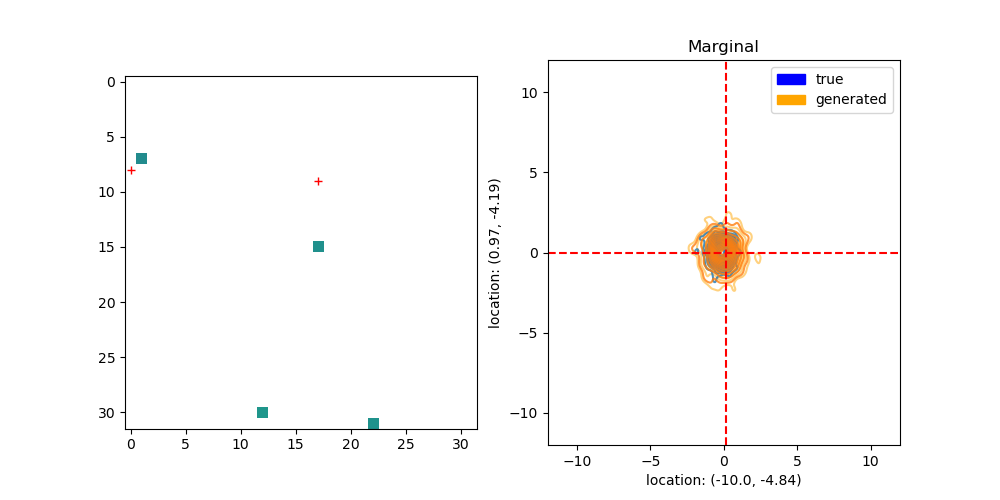 0
5
10
15
20
25
30
0 5 10 15 20 25 30
Marginal
true
generated
10
5
0
−5
−10
−10 −5 0 5 10
location: (0.97, -4.19)
location: (-10.0, -4.84)